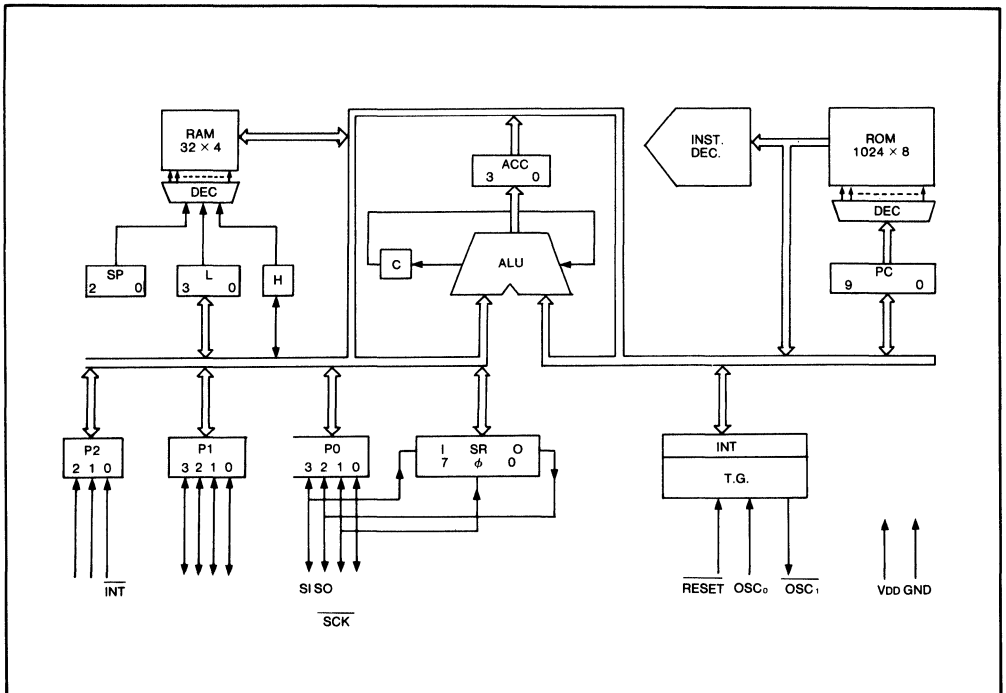 RAM
32 × 4
DEC
SP
2 0
L
3 0
H
ACC
3 0
C
ALU
INST.
DEC.
ROM
1024 × 8
DEC
PC
9 0
P2
2 1 0
P1
3 2 1 0
P0
3 2 1 0
I SR O
7 ϕ 0
INT
T.G.
INT
SI SO
SCK
RESET OSC₀ OSC₁
VDD GND